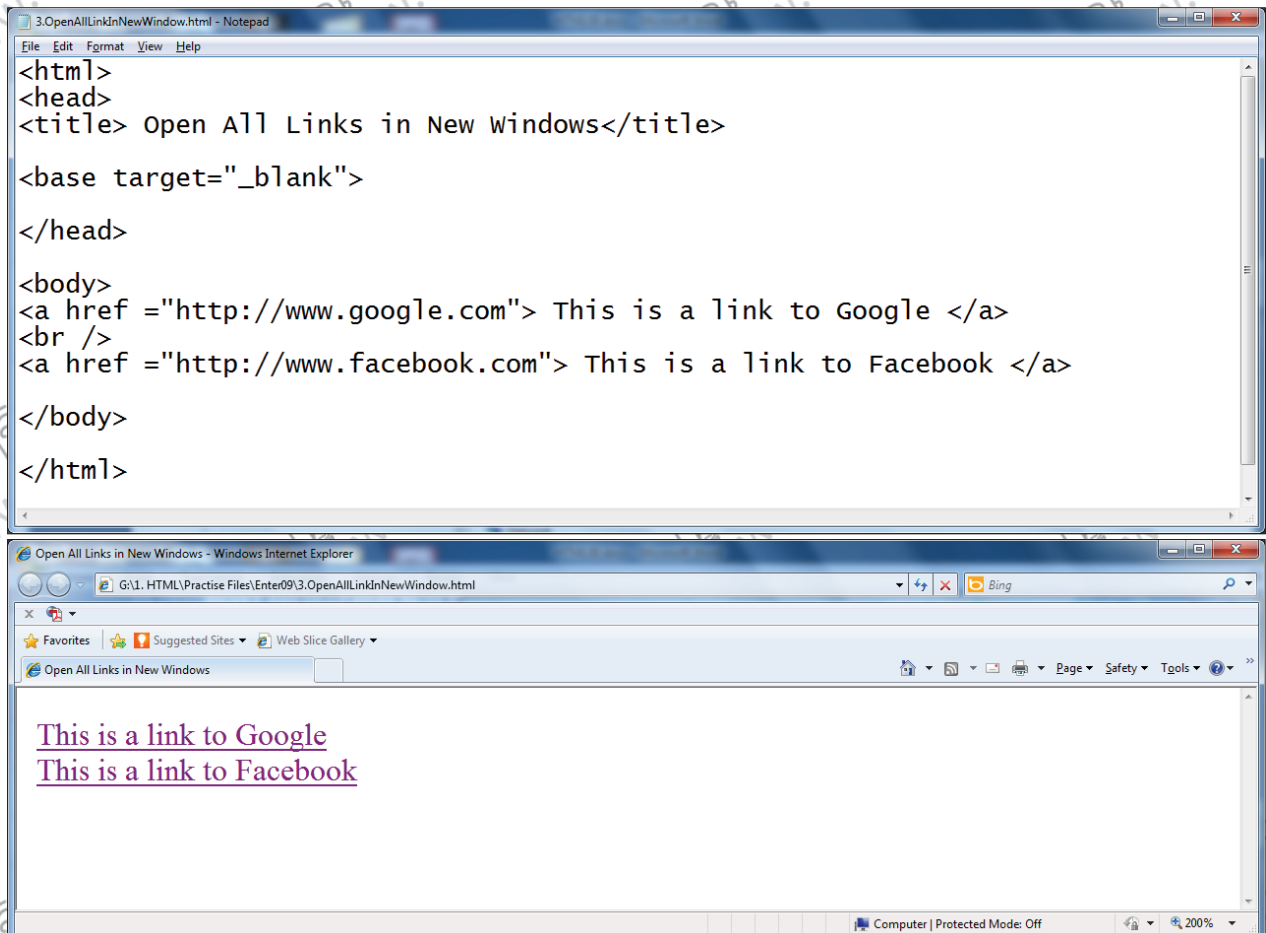 3.OpenAllLinkInNewWindow.html - Notepad
File Edit Format View Help
<html>
<head>
<title> Open All Links in New Windows</title>
<base target="_blank">
</head>
<body>
<a href ="http://www.google.com"> This is a link to Google </a>
<br />
<a href ="http://www.facebook.com"> This is a link to Facebook </a>
</body>
</html>
Open All Links in New Windows - Windows Internet Explorer
G:\1. HTML\Practise Files\Enter09\3.OpenAllLinkInNewWindow.html Bing
x
Favorites Suggested Sites Web Slice Gallery
Open All Links in New Windows Page Safety Tools
This is a link to Google
This is a link to Facebook
Computer | Protected Mode: Off 200%